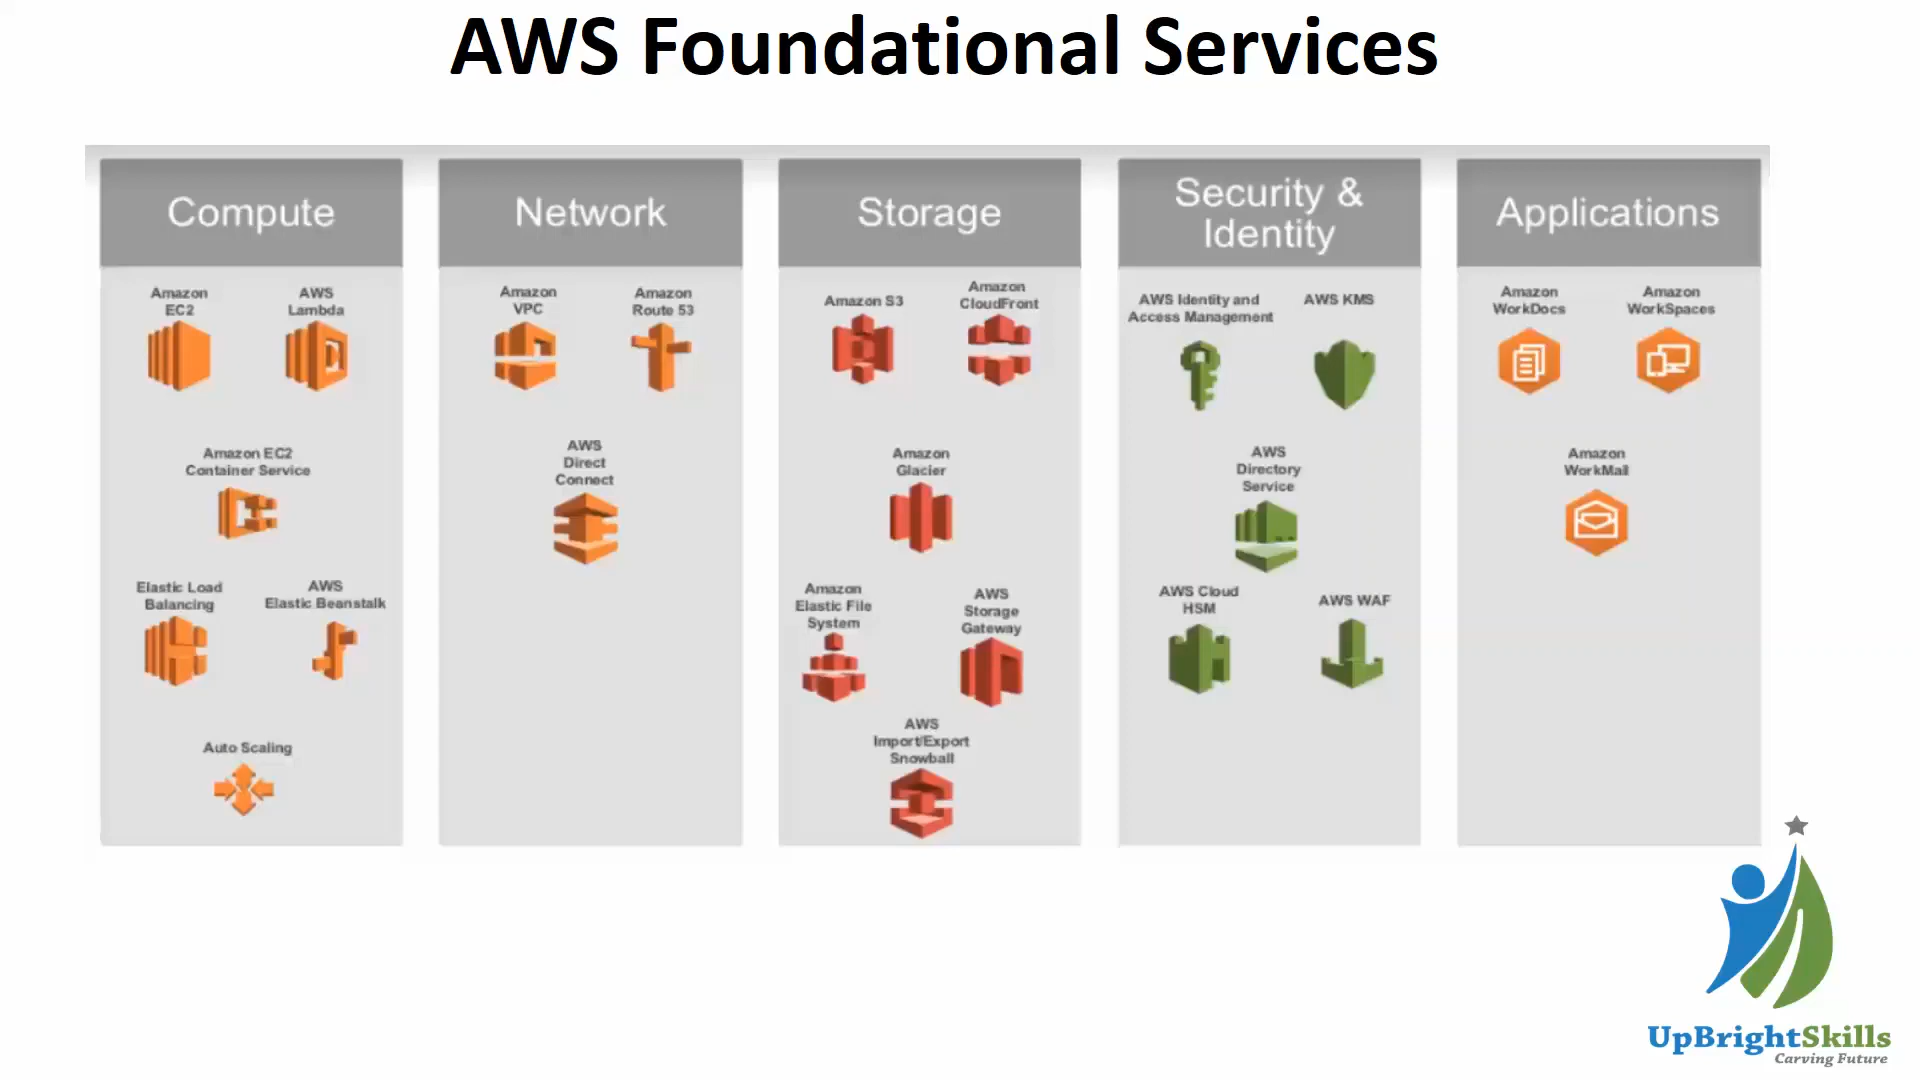 AWS Foundational Services
Compute
Amazon
EC2
AWS
Lambda
Amazon EC2
Container Service
Elastic Load
Balancing
AWS
Elastic Beanstalk
Auto Scaling
Network
Amazon
VPC
Amazon
Route 53
AWS
Direct
Connect
Storage
Amazon S3
Amazon
CloudFront
Amazon
Glacier
Amazon
Elastic File
System
AWS
Storage
Gateway
AWS
Import/Export
Snowball
Security &
Identity
AWS Identity and
Access Management
AWS KMS
AWS
Directory
Service
AWS Cloud
HSM
AWS WAF
Applications
Amazon
WorkDocs
Amazon
WorkSpaces
Amazon
WorkMail
UpBrightSkills
Carving Future